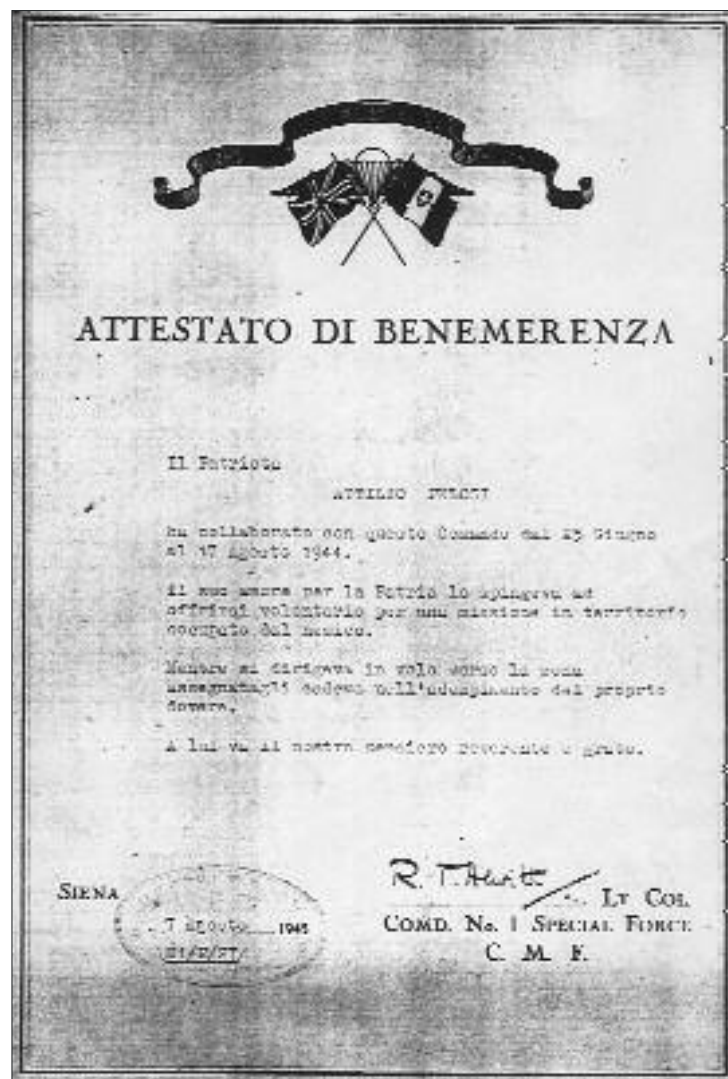 ATTESTATO DI BENEMERENZA
Il Patriota
ATTILIO
ha collaborato con questo Comando dal 25 Giugno
al 17 Agosto 1944.
Il suo amore per la Patria lo spingeva ad
offrirsi volontario per una missione in territorio
occupato dal nemico.
Mentre si dirigeva in volo verso la zona
assegnatagli cadeva nell'adempimento del proprio
dovere.
A lui va il nostro pensiero reverente e grato.
SIENA
7 Agosto 1945
R. T. Hewitt
LT COL.
COMD. No. 1 SPECIAL FORCE
C. M. F.